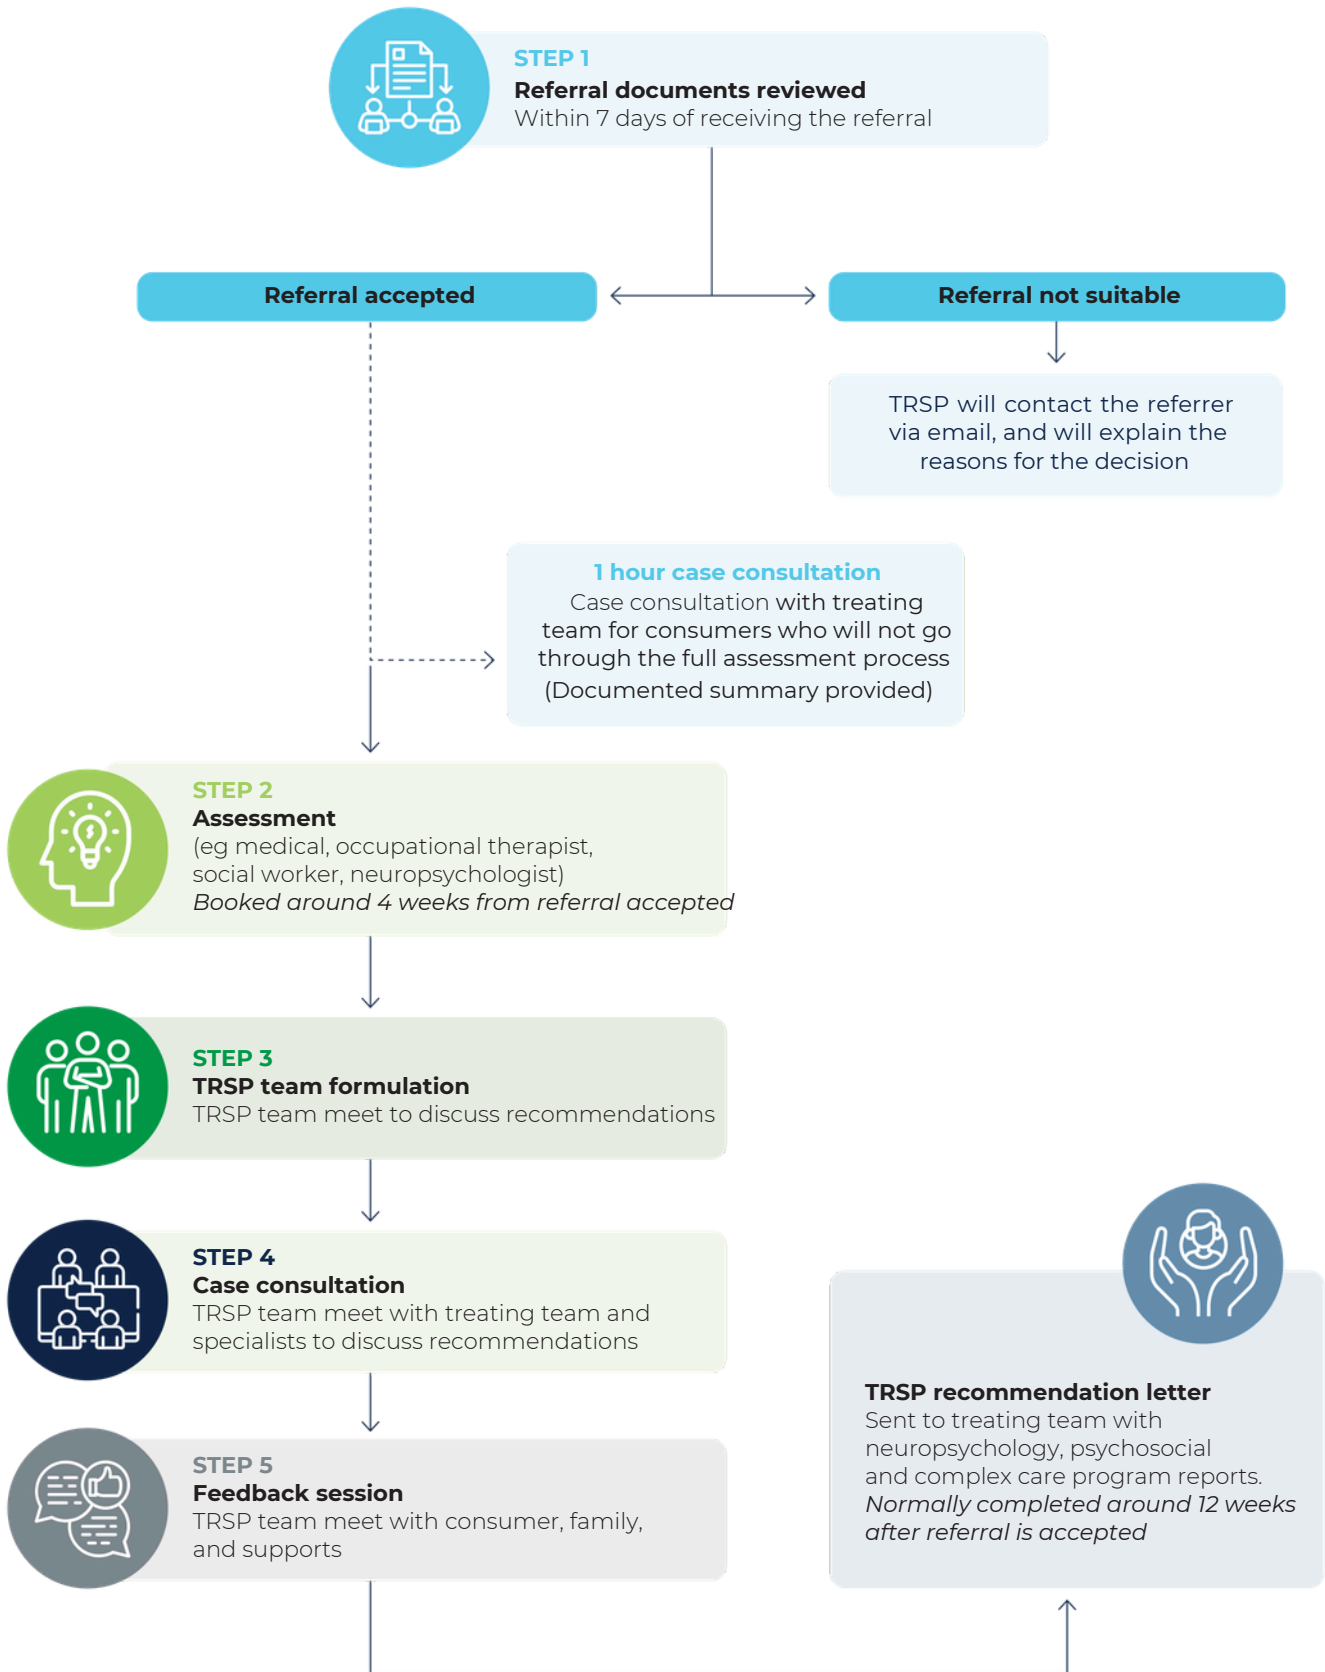 STEP 1
Referral documents reviewed
Within 7 days of receiving the referral
Referral accepted
Referral not suitable
TRSP will contact the referrer
via email, and will explain the
reasons for the decision
1 hour case consultation
Case consultation with treating
team for consumers who will not go
through the full assessment process
(Documented summary provided)
STEP 2
Assessment
(eg medical, occupational therapist,
social worker, neuropsychologist)
Booked around 4 weeks from referral accepted
STEP 3
TRSP team formulation
TRSP team meet to discuss recommendations
STEP 4
Case consultation
TRSP team meet with treating team and
specialists to discuss recommendations
STEP 5
Feedback session
TRSP team meet with consumer, family,
and supports
TRSP recommendation letter
Sent to treating team with
neuropsychology, psychosocial
and complex care program reports.
Normally completed around 12 weeks
after referral is accepted